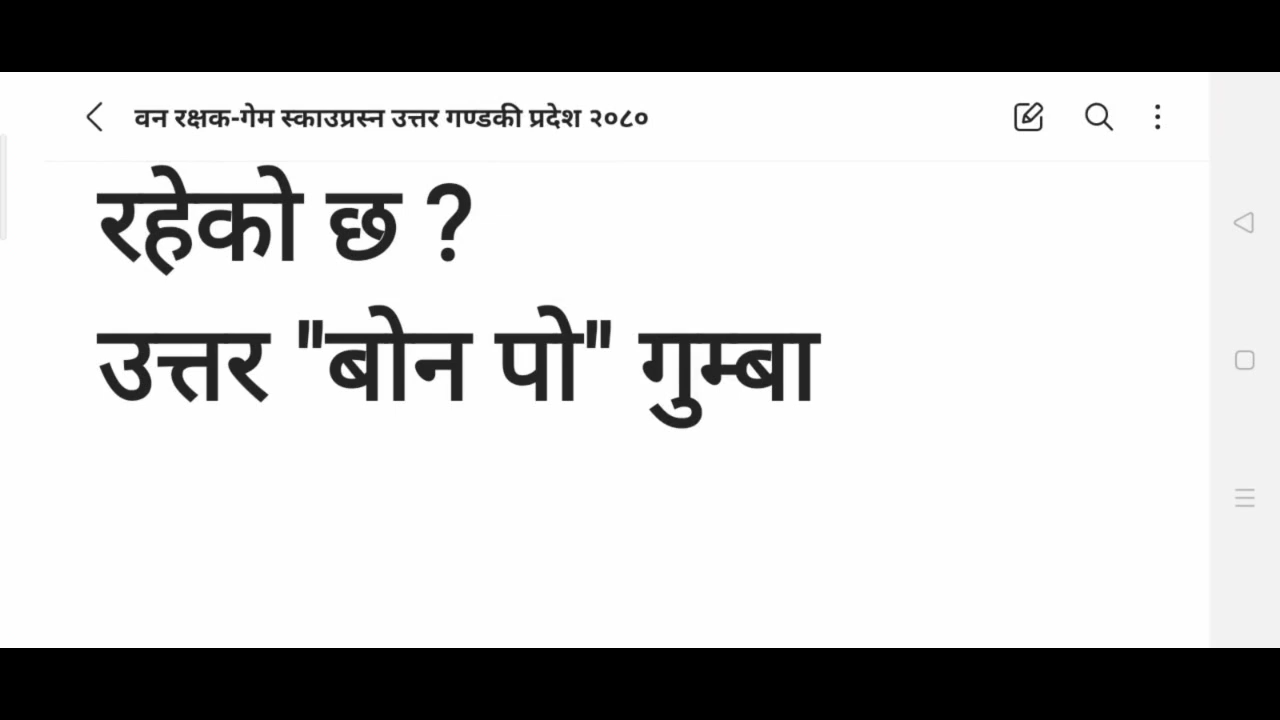 वन रक्षक-गेम स्काउप्रस्न उत्तर गण्डकी प्रदेश २०८०
रहेको छ ?
उत्तर "बोन पो" गुम्बा